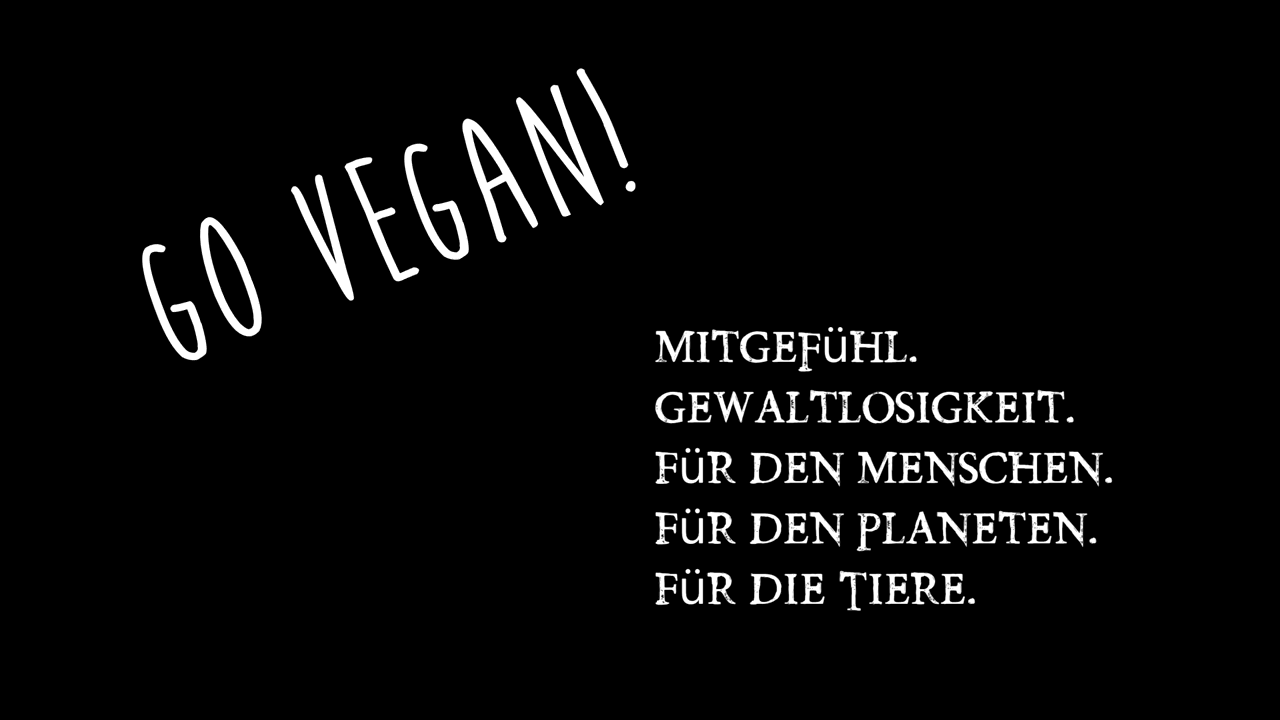 GO VEGAN!
MITGEFÜHL.
GEWALTLOSIGKEIT.
FÜR DEN MENSCHEN.
FÜR DEN PLANETEN.
FÜR DIE TIERE.